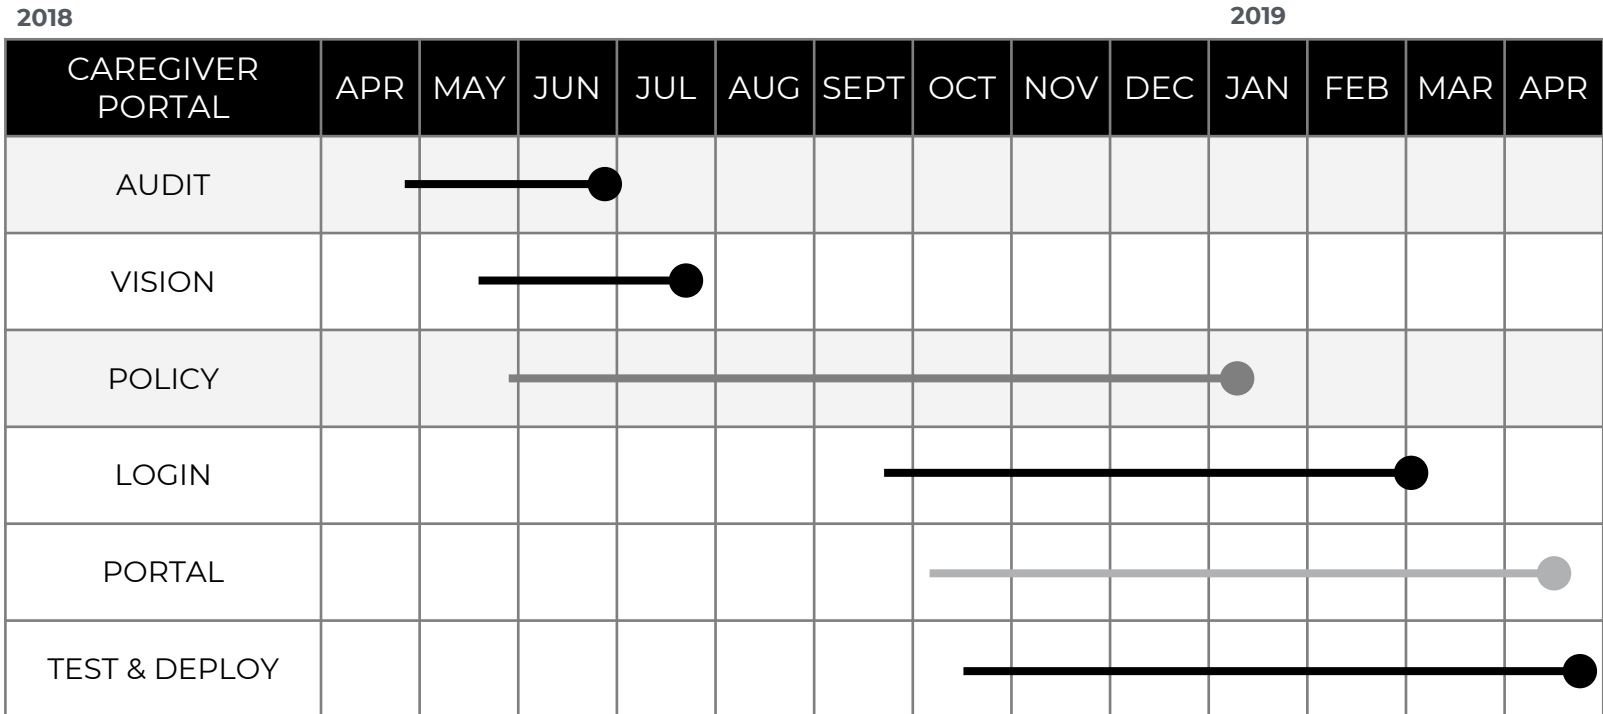 2018
2019
CAREGIVER
PORTAL
APR MAY JUN JUL AUG SEPT OCT NOV DEC JAN FEB MAR APR
AUDIT
VISION
POLICY
LOGIN
PORTAL
TEST & DEPLOY